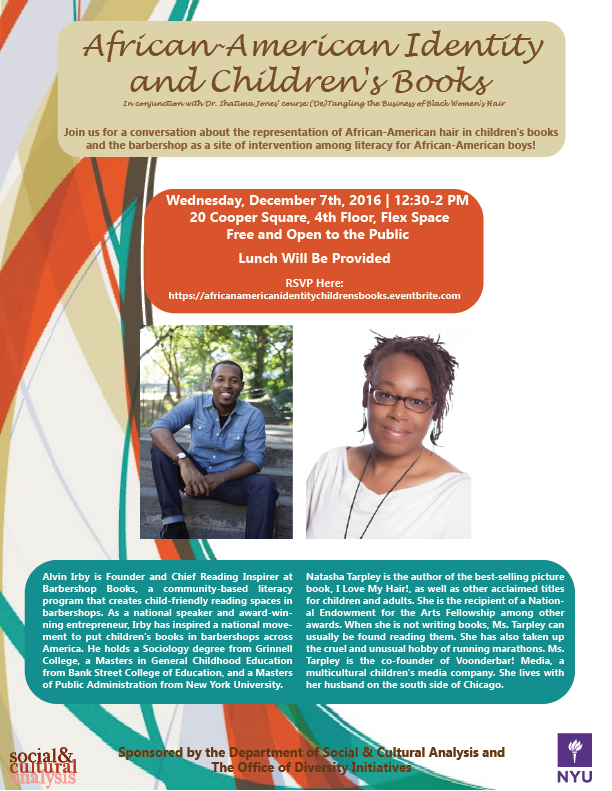 African-American Identity
and Children's Books
In conjunction with Dr. Shatima Jones' course:(De)Tangling the Business of Black Women's Hair
Join us for a conversation about the representation of African-American hair in children's books
and the barbershop as a site of intervention among literacy for African-American boys!
Wednesday, December 7th, 2016 | 12:30-2 PM
20 Cooper Square, 4th Floor, Flex Space
Free and Open to the Public
Lunch Will Be Provided
RSVP Here:
https://africanamericanidentitychildrensbooks.eventbrite.com
Alvin Irby is Founder and Chief Reading Inspirer at
Barbershop Books, a community-based literacy
program that creates child-friendly reading spaces in
barbershops. As a national speaker and award-win-
ning entrepreneur, Irby has inspired a national move-
ment to put children's books in barbershops across
America. He holds a Sociology degree from Grinnell
College, a Masters in General Childhood Education
from Bank Street College of Education, and a Masters
of Public Administration from New York University.
Natasha Tarpley is the author of the best-selling picture
book, I Love My Hair!, as well as other acclaimed titles
for children and adults. She is the recipient of a Nation-
al Endowment for the Arts Fellowship among other
awards. When she is not writing books, Ms. Tarpley can
usually be found reading them. She has also taken up
the cruel and unusual hobby of running marathons. Ms.
Tarpley is the co-founder of Voonderbar! Media, a
multicultural children's media company. She lives with
her husband on the south side of Chicago.
social&
cultural
analysis
Sponsored by the Department of Social & Cultural Analysis and
The Office of Diversity Initiatives
NYU